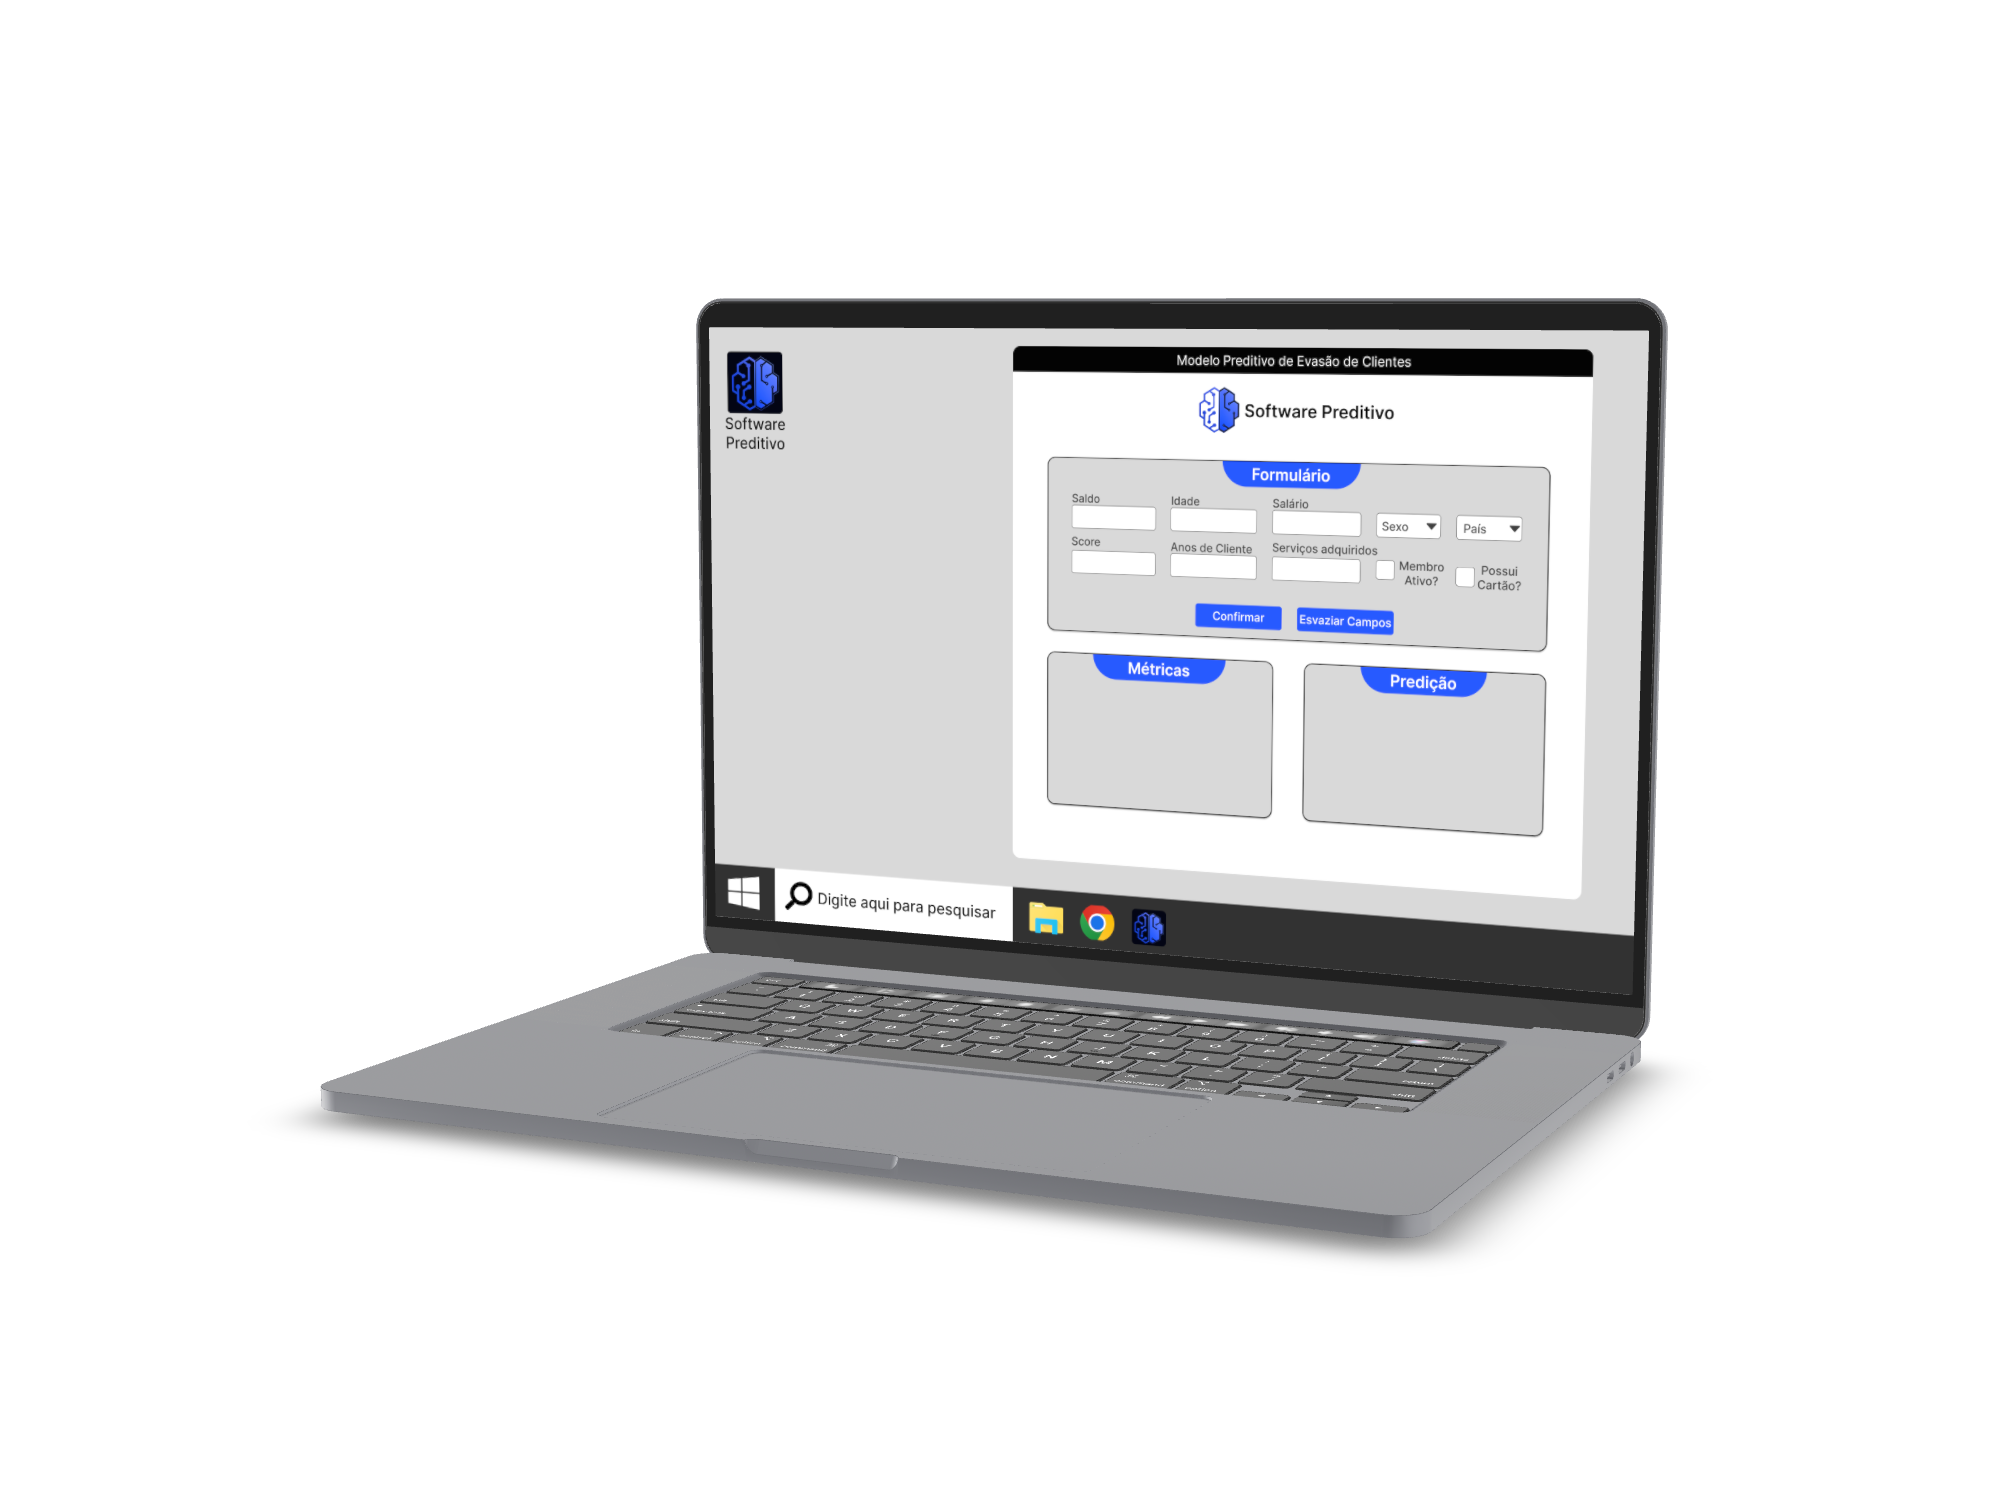 Software
Preditivo
Modelo Preditivo de Evasão de Clientes
Software Preditivo
Formulário
Saldo
Idade
Salário
Sexo
País
Score
Anos de Cliente
Serviços adquiridos
Membro
Ativo?
Possui
Cartão?
Confirmar
Esvaziar Campos
Métricas
Predição
Digite aqui para pesquisar